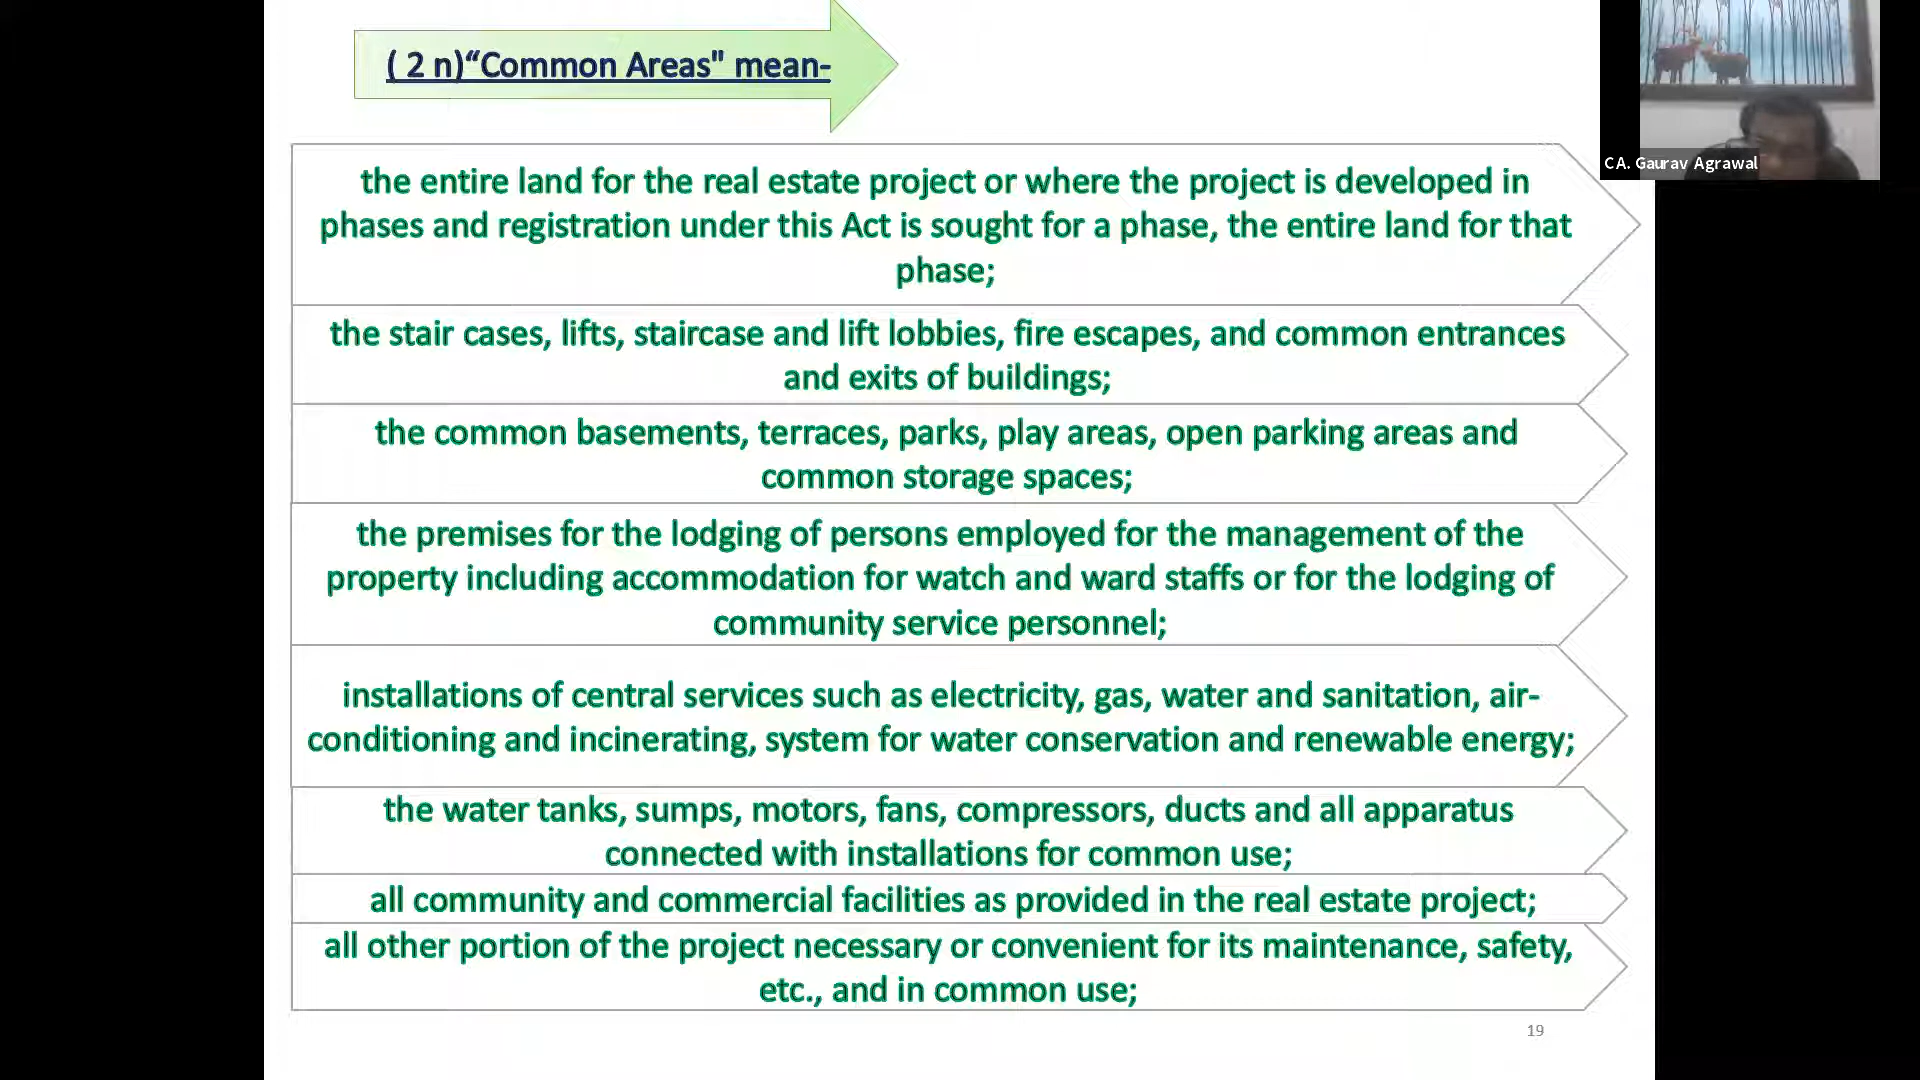 ( 2 n)“Common Areas" mean-
CA. Gaurav Agrawal
the entire land for the real estate project or where the project is developed in
phases and registration under this Act is sought for a phase, the entire land for that
phase;
the stair cases, lifts, staircase and lift lobbies, fire escapes, and common entrances
and exits of buildings;
the common basements, terraces, parks, play areas, open parking areas and
common storage spaces;
the premises for the lodging of persons employed for the management of the
property including accommodation for watch and ward staffs or for the lodging of
community service personnel;
installations of central services such as electricity, gas, water and sanitation, air-
conditioning and incinerating, system for water conservation and renewable energy;
the water tanks, sumps, motors, fans, compressors, ducts and all apparatus
connected with installations for common use;
all community and commercial facilities as provided in the real estate project;
all other portion of the project necessary or convenient for its maintenance, safety,
etc., and in common use;
19